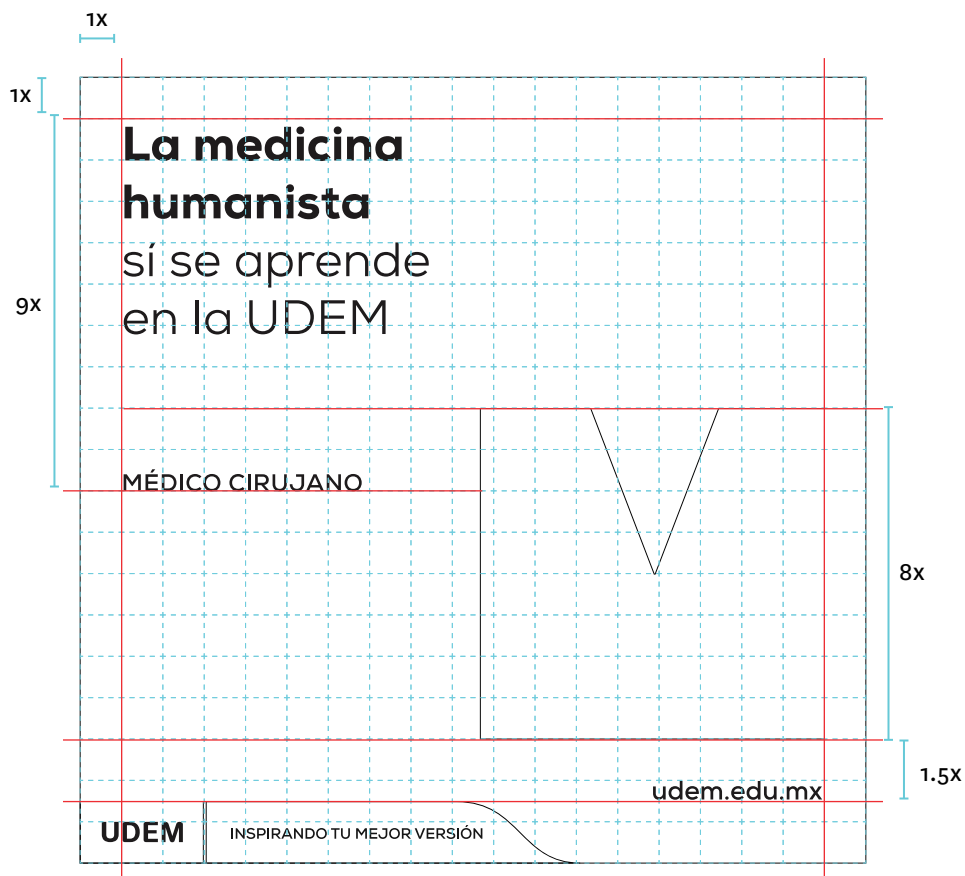 1x
1x
La medicina
humanista
sí se aprende
en la UDEM
9x
MÉDICO CIRUJANO
8x
1.5x
udem.edu.mx
UDEM
INSPIRANDO TU MEJOR VERSIÓN